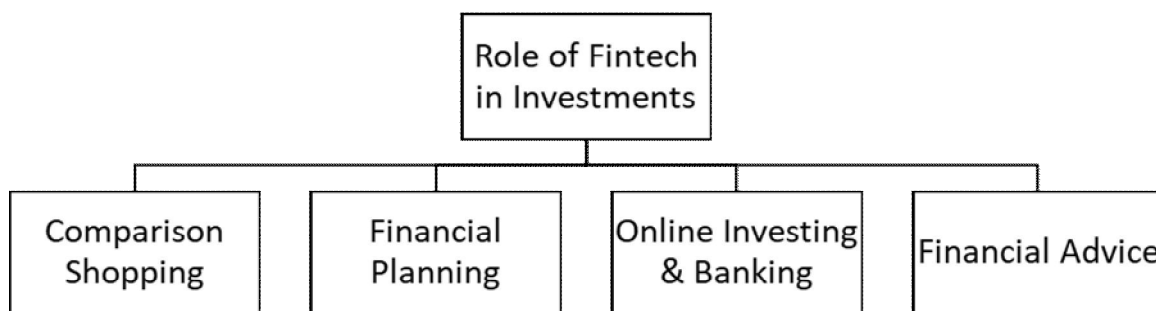 Role of Fintech
in Investments
Comparison
Shopping
Financial
Planning
Online Investing
& Banking
Financial Advice